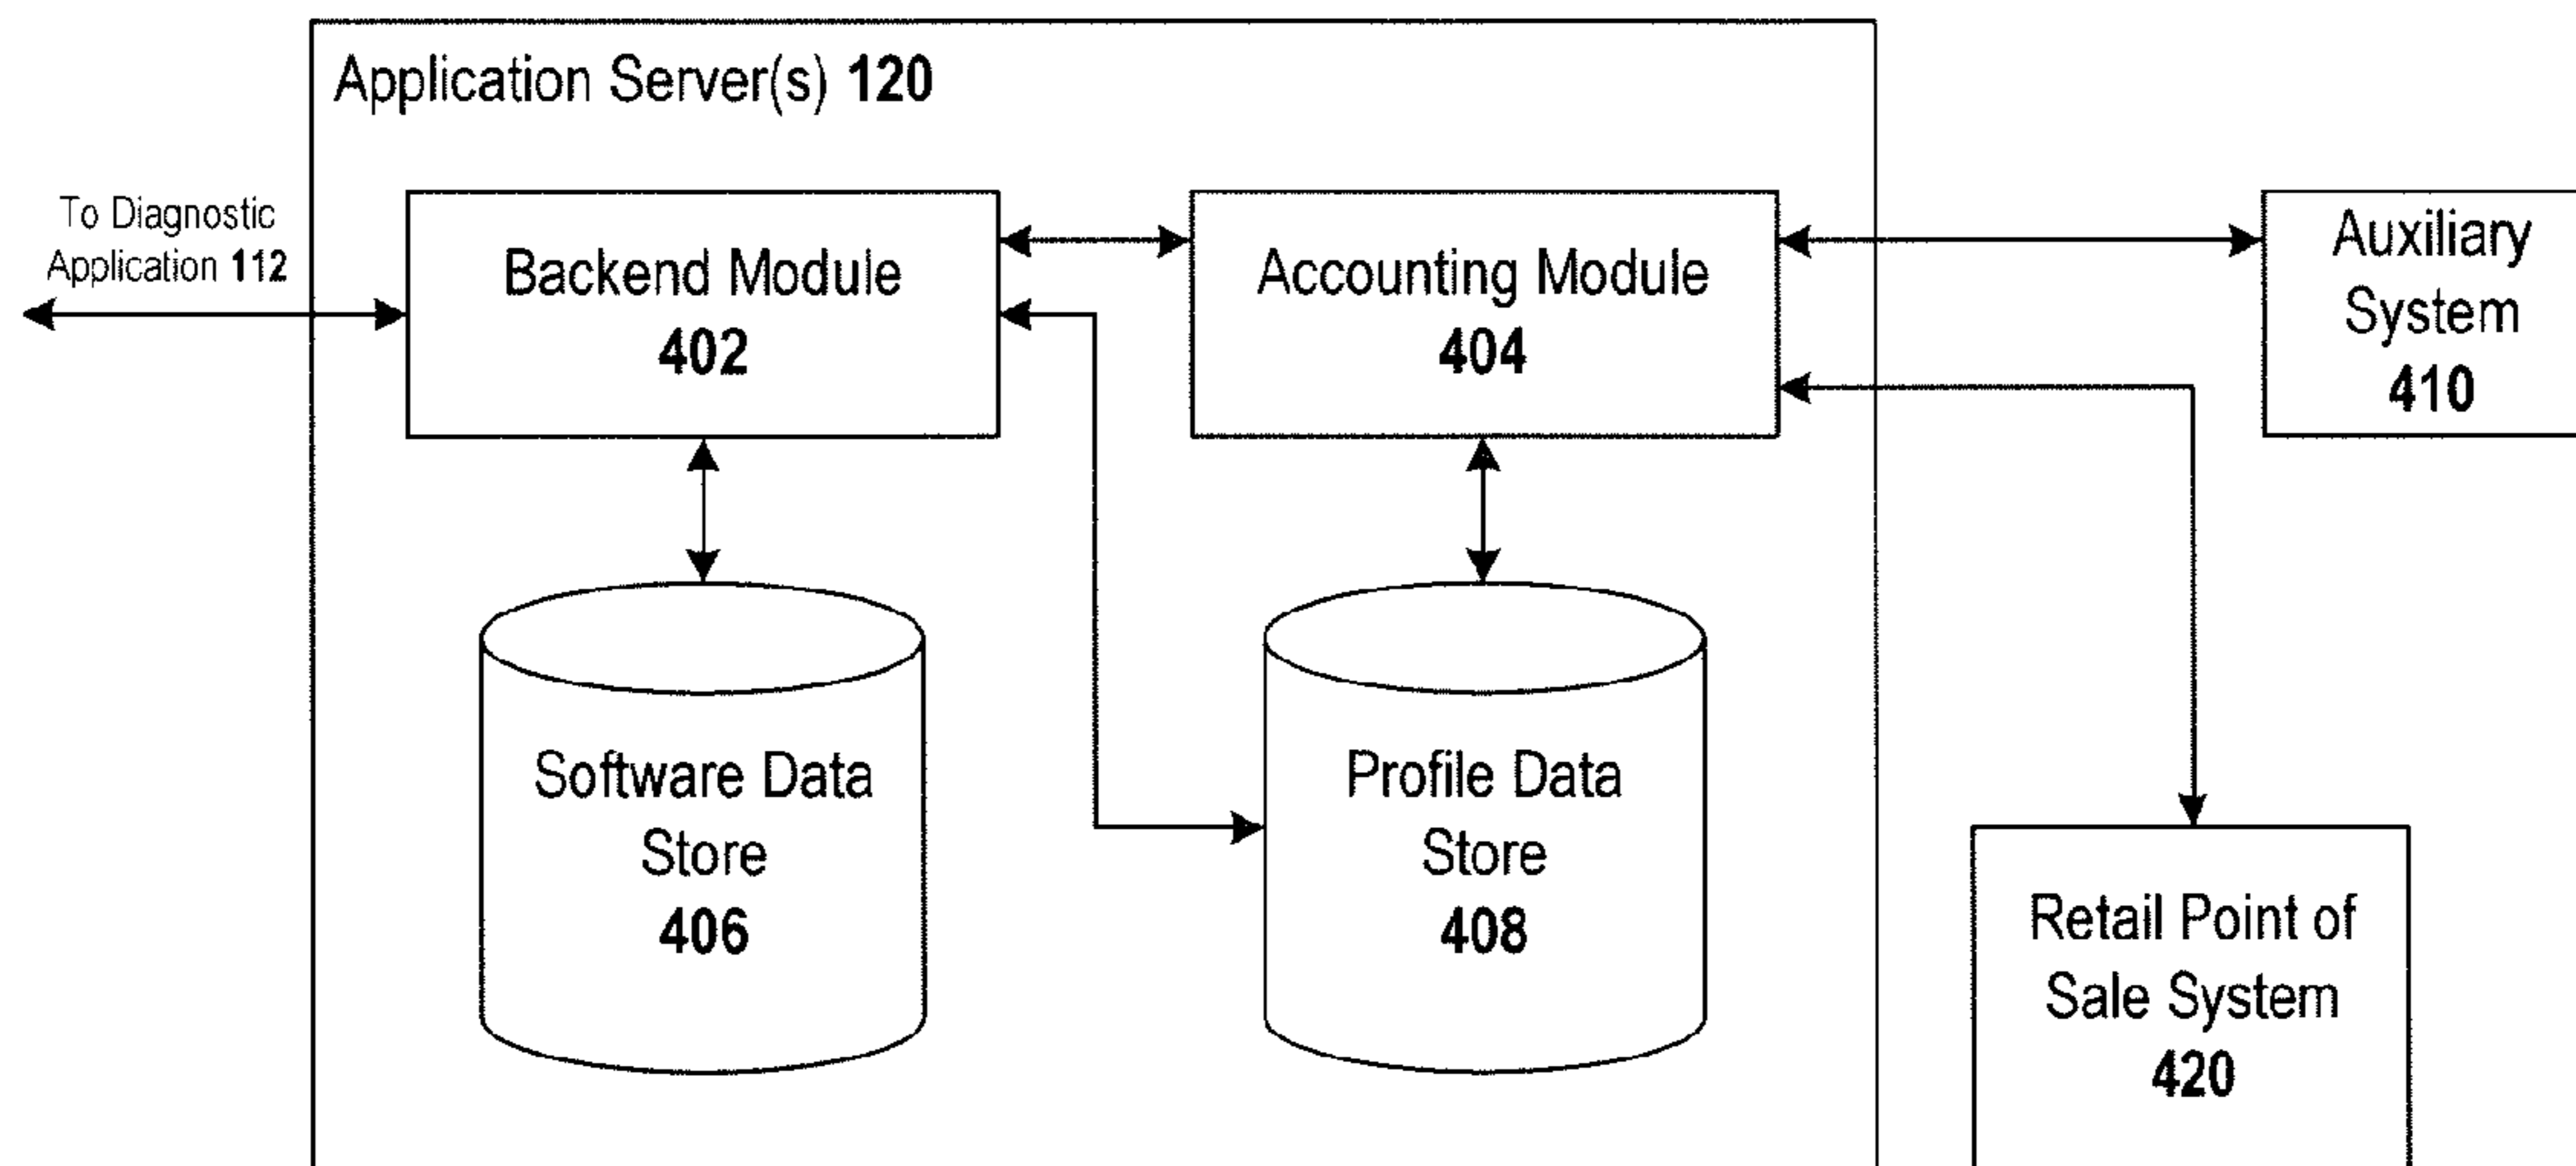 Application Server(s) 120
To Diagnostic
Application 112
Backend Module
402
Accounting Module
404
Auxiliary
System
410
Software Data
Store
406
Profile Data
Store
408
Retail Point of
Sale System
420